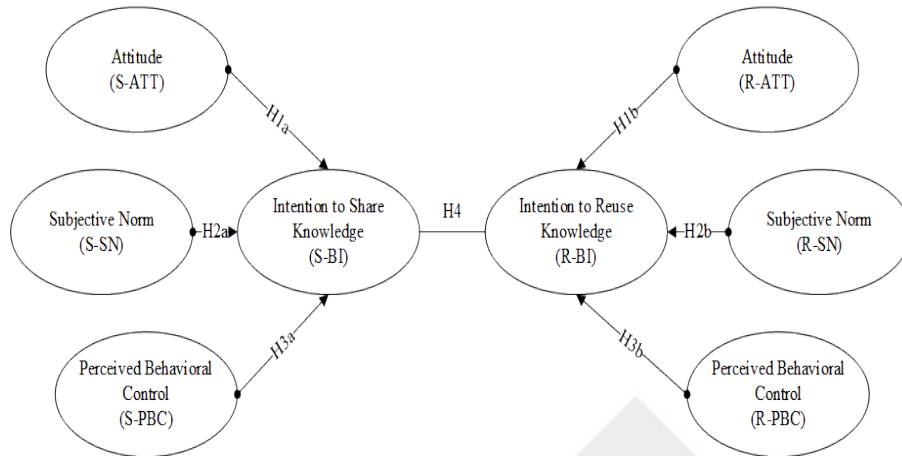 Attitude
(S-ATT)
Attitude
(R-ATT)
H1a
H1b
Subjective Norm
(S-SN)
H2a
Intention to Share
Knowledge
(S-BI)
H4
Intention to Reuse
Knowledge
(R-BI)
H2b
Subjective Norm
(R-SN)
H3a
H3b
Perceived Behavioral
Control
(S-PBC)
Perceived Behavioral
Control
(R-PBC)